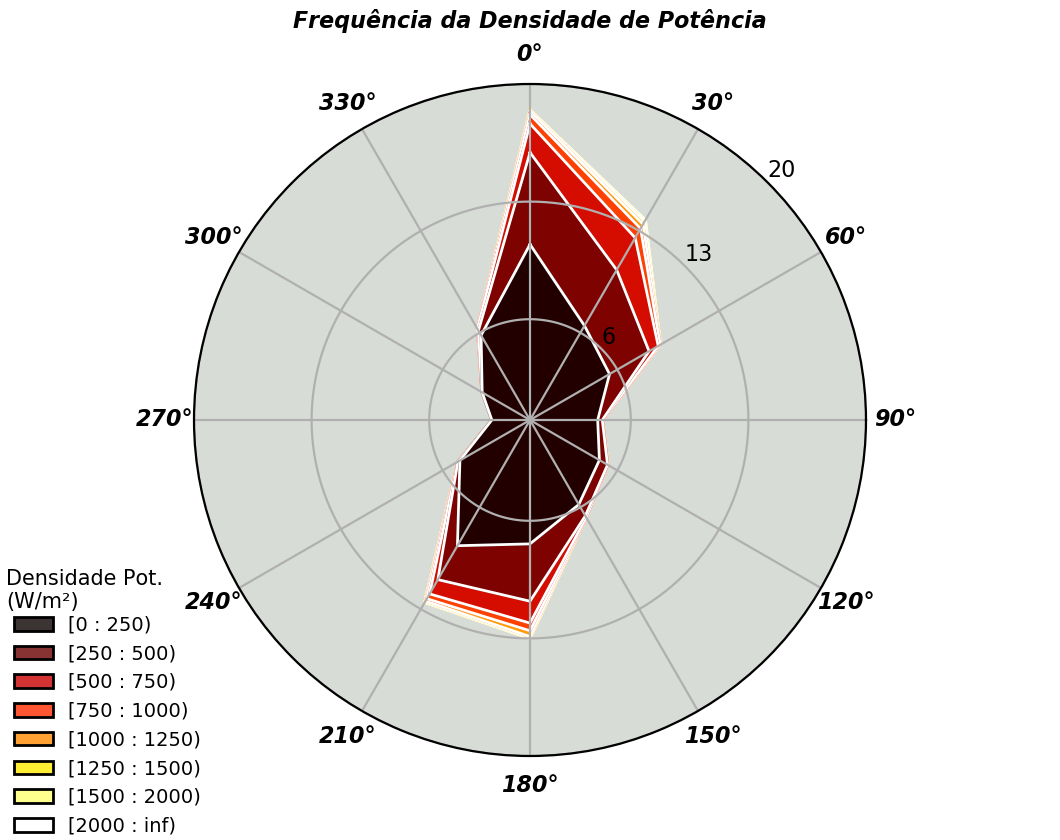 Frequência da Densidade de Potência
0°
30°
60°
90°
120°
150°
180°
210°
240°
270°
300°
330°
6
13
20
Densidade Pot.
(W/m²)
[0 : 250)
[250 : 500)
[500 : 750)
[750 : 1000)
[1000 : 1250)
[1250 : 1500)
[1500 : 2000)
[2000 : inf)